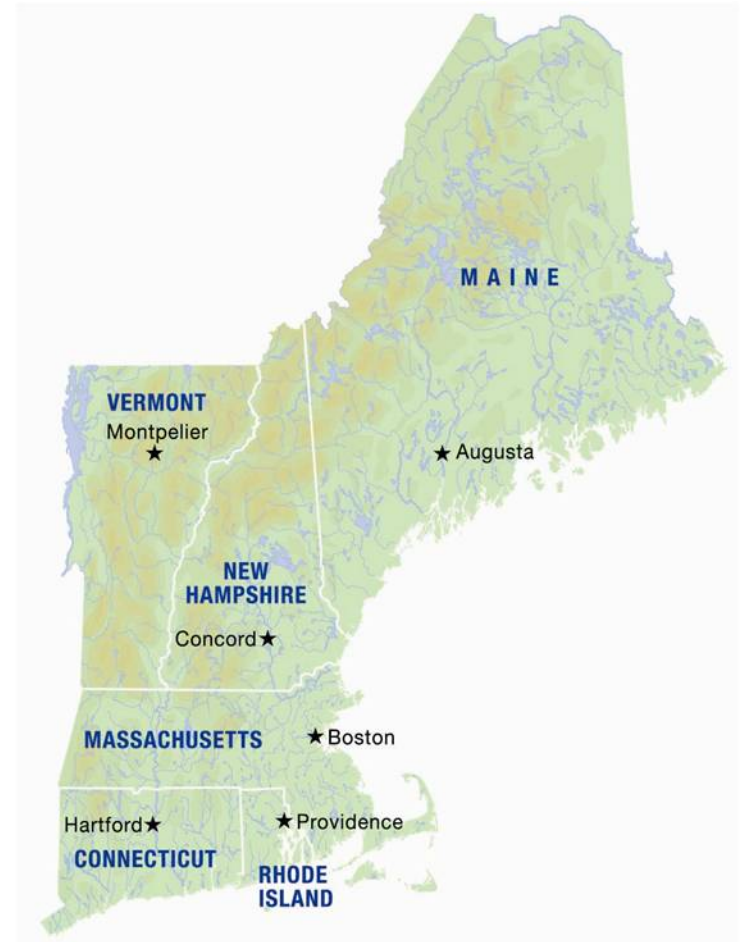 MAINE
VERMONT
Montpelier
Augusta
NEW
HAMPSHIRE
Concord
MASSACHUSETTS
Boston
Hartford
Providence
CONNECTICUT
RHODE
ISLAND